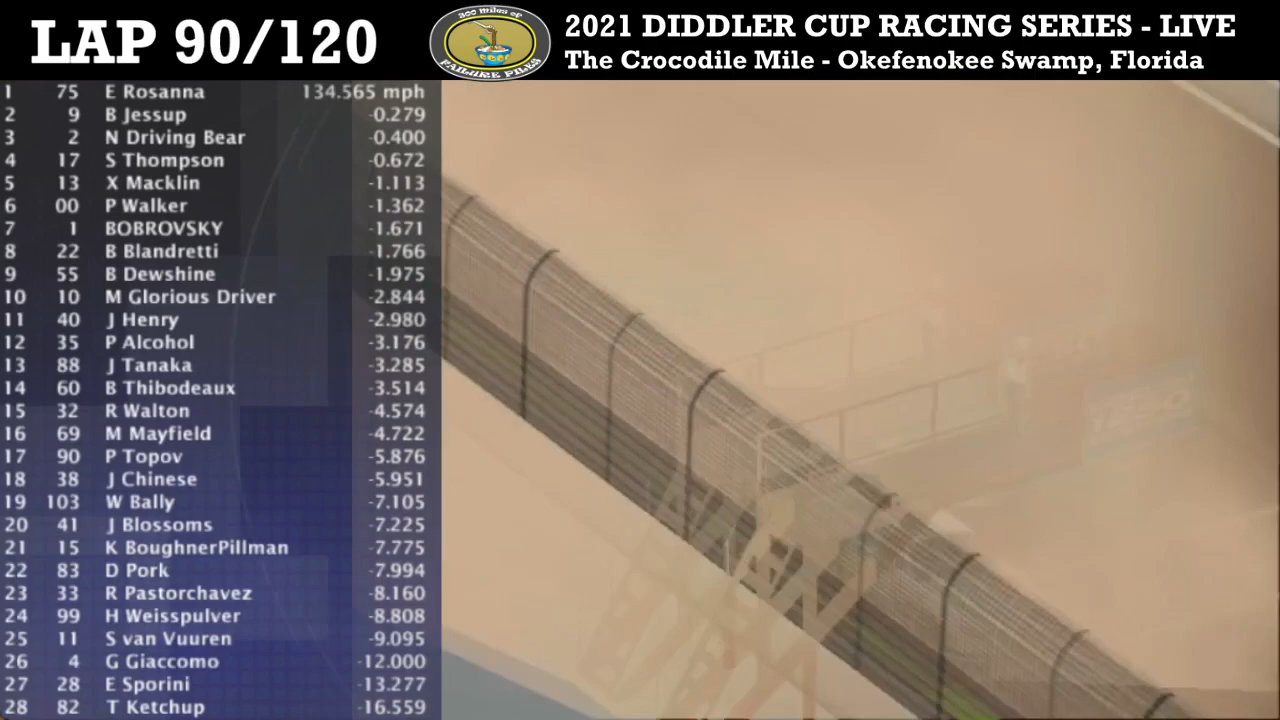 LAP 90/120
300 Miles of
FAILURE PILES
2021 DIDDLER CUP RACING SERIES - LIVE
The Crocodile Mile - Okefenokee Swamp, Florida
1 75 E Rosanna 134.565 mph
2 9 B Jessup -0.279
3 2 N Driving Bear -0.400
4 17 S Thompson -0.672
5 13 X Macklin -1.113
6 00 P Walker -1.362
7 1 BOBROVSKY -1.671
8 22 B Blandretti -1.766
9 55 B Dewshine -1.975
10 10 M Glorious Driver -2.844
11 40 J Henry -2.980
12 35 P Alcohol -3.176
13 88 J Tanaka -3.285
14 60 B Thibodeaux -3.514
15 32 R Walton -4.574
16 69 M Mayfield -4.722
17 90 P Topov -5.876
18 38 J Chinese -5.951
19 103 W Bally -7.105
20 41 J Blossoms -7.225
21 15 K BoughnerPillman -7.775
22 83 D Pork -7.994
23 33 R Pastorchavez -8.160
24 99 H Weisspulver -8.808
25 11 S van Vuuren -9.095
26 4 G Giaccomo -12.000
27 28 E Sporini -13.277
28 82 T Ketchup -16.559